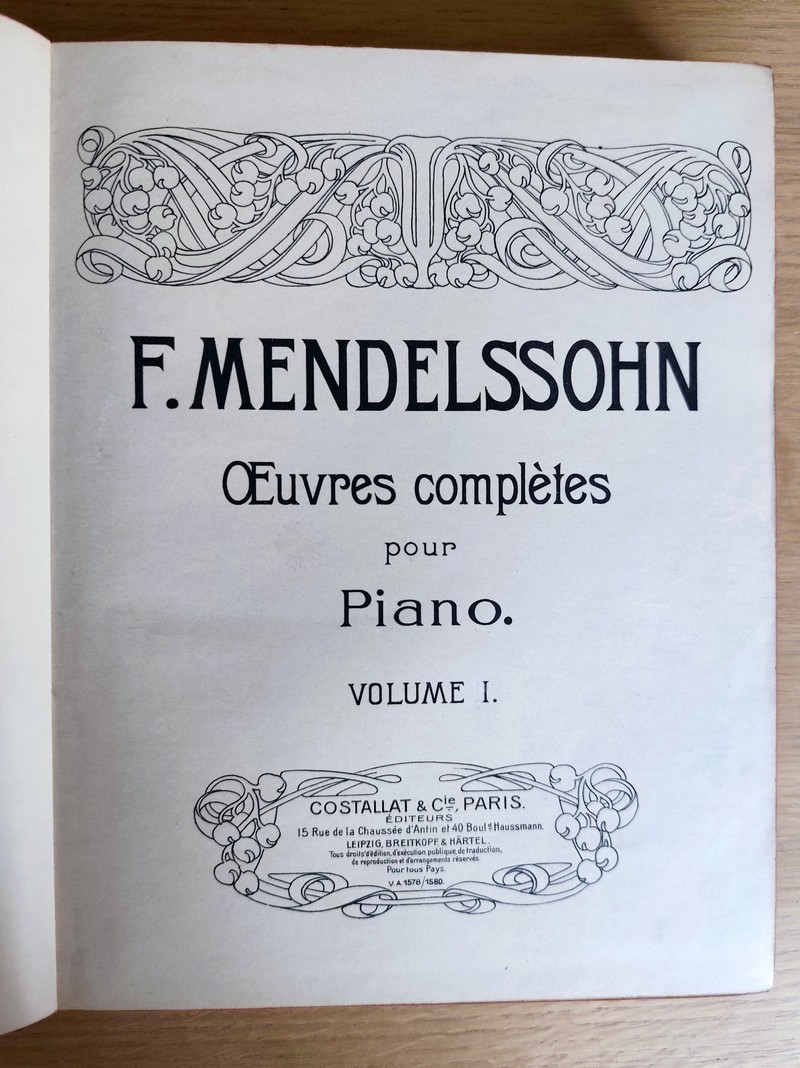 F. MENDELSSOHN
Œuvres complètes
pour
Piano.
VOLUME I.
COSTALLAT & Cie, PARIS.
ÉDITEURS
15 Rue de la Chaussée d'Antin et 40 Boulᵈ Haussmann.
LEIPZIG, BREITKOPF & HÄRTEL.
Tous droits d'édition, d'exécution publique, de traduction,
de reproduction et d'arrangements réservés.
Pour tous Pays.
V. A. 1578/1580.